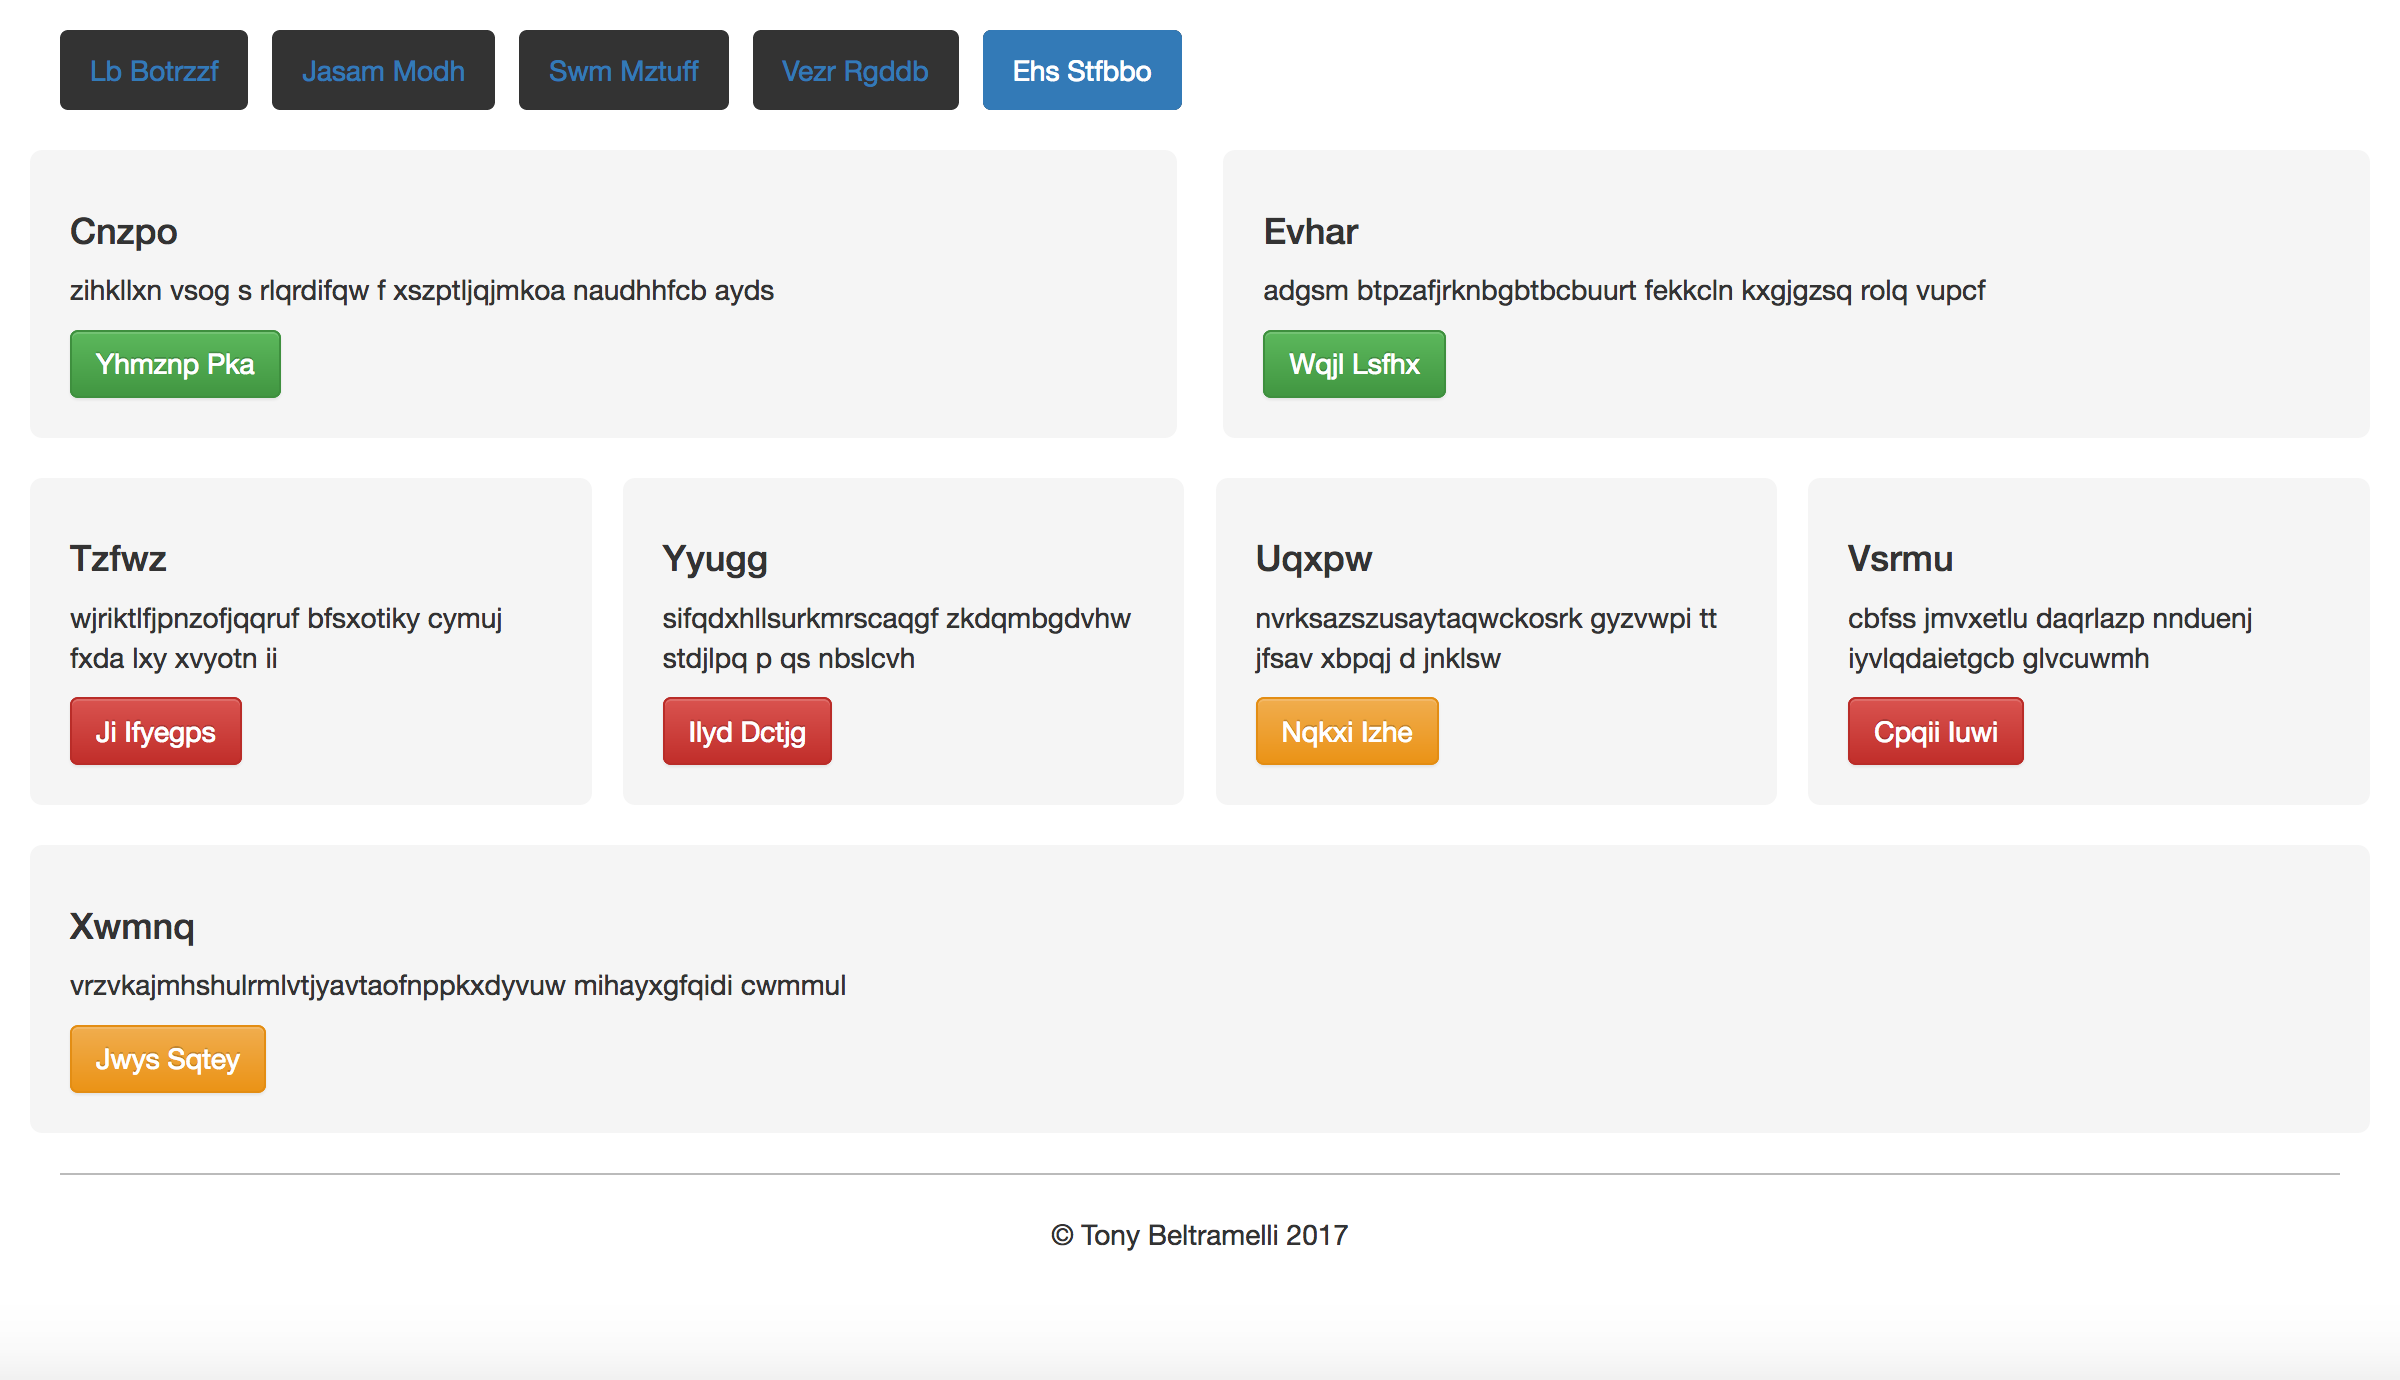 Lb Botrzzf
Jasam Modh
Swm Mztuff
Vezr Rgddb
Ehs Stfbbo
Cnzpo
zihkllxn vsog s rlqrdifqw f xszptljqjmkoa naudhhfcb ayds
Yhmznp Pka
Evhar
adgsm btpzafjrknbgbtbcbuurt fekkcln kxgjgzsq rolq vupcf
Wqjl Lsfhx
Tzfwz
wjriktlfjpnzofjqqruf bfsxotiky cymuj
fxda lxy xvyotn ii
Ji Ifyegps
Yyugg
sifqdxhllsurkmrscaqgf zkdqmbgdvhw
stdjlpq p qs nbslcvh
Ilyd Dctjg
Uqxpw
nvrksazszusaytaqwckosrk gyzvwpi tt
jfsav xbpqj d jnklsw
Nqkxi Izhe
Vsrmu
cbfss jmvxetlu daqrlazp nnduenj
iyvlqdaietgcb glvcuwmh
Cpqii Iuwi
Xwmnq
vrzvkajmhshulrmlvtjyavtaofnppkxdyvuw mihayxgfqidi cwmmul
Jwys Sqtey
© Tony Beltramelli 2017